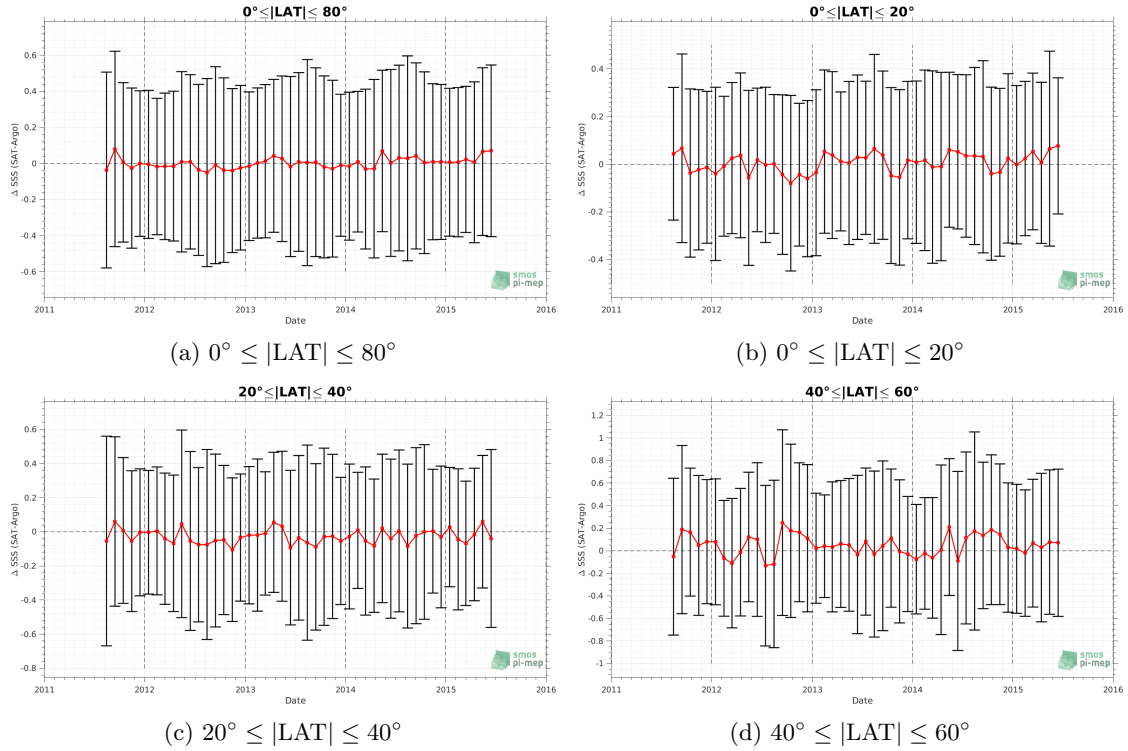 0°≤|LAT|≤ 80°
Δ SSS (SAT-Argo)
0.6
0.4
0.2
0
-0.2
-0.4
-0.6
2011 2012 2013 2014 2015 2016
Date
smos
pi-mep
(a) 0° ≤ |LAT| ≤ 80°
0°≤|LAT|≤ 20°
Δ SSS (SAT-Argo)
0.4
0.2
0
-0.2
-0.4
2011 2012 2013 2014 2015 2016
Date
smos
pi-mep
(b) 0° ≤ |LAT| ≤ 20°
20°≤|LAT|≤ 40°
Δ SSS (SAT-Argo)
0.6
0.4
0.2
0
-0.2
-0.4
-0.6
-0.8
2011 2012 2013 2014 2015 2016
Date
smos
pi-mep
(c) 20° ≤ |LAT| ≤ 40°
40°≤|LAT|≤ 60°
Δ SSS (SAT-Argo)
1.2
1
0.8
0.6
0.4
0.2
0
-0.2
-0.4
-0.6
-0.8
-1
2011 2012 2013 2014 2015 2016
Date
smos
pi-mep
(d) 40° ≤ |LAT| ≤ 60°